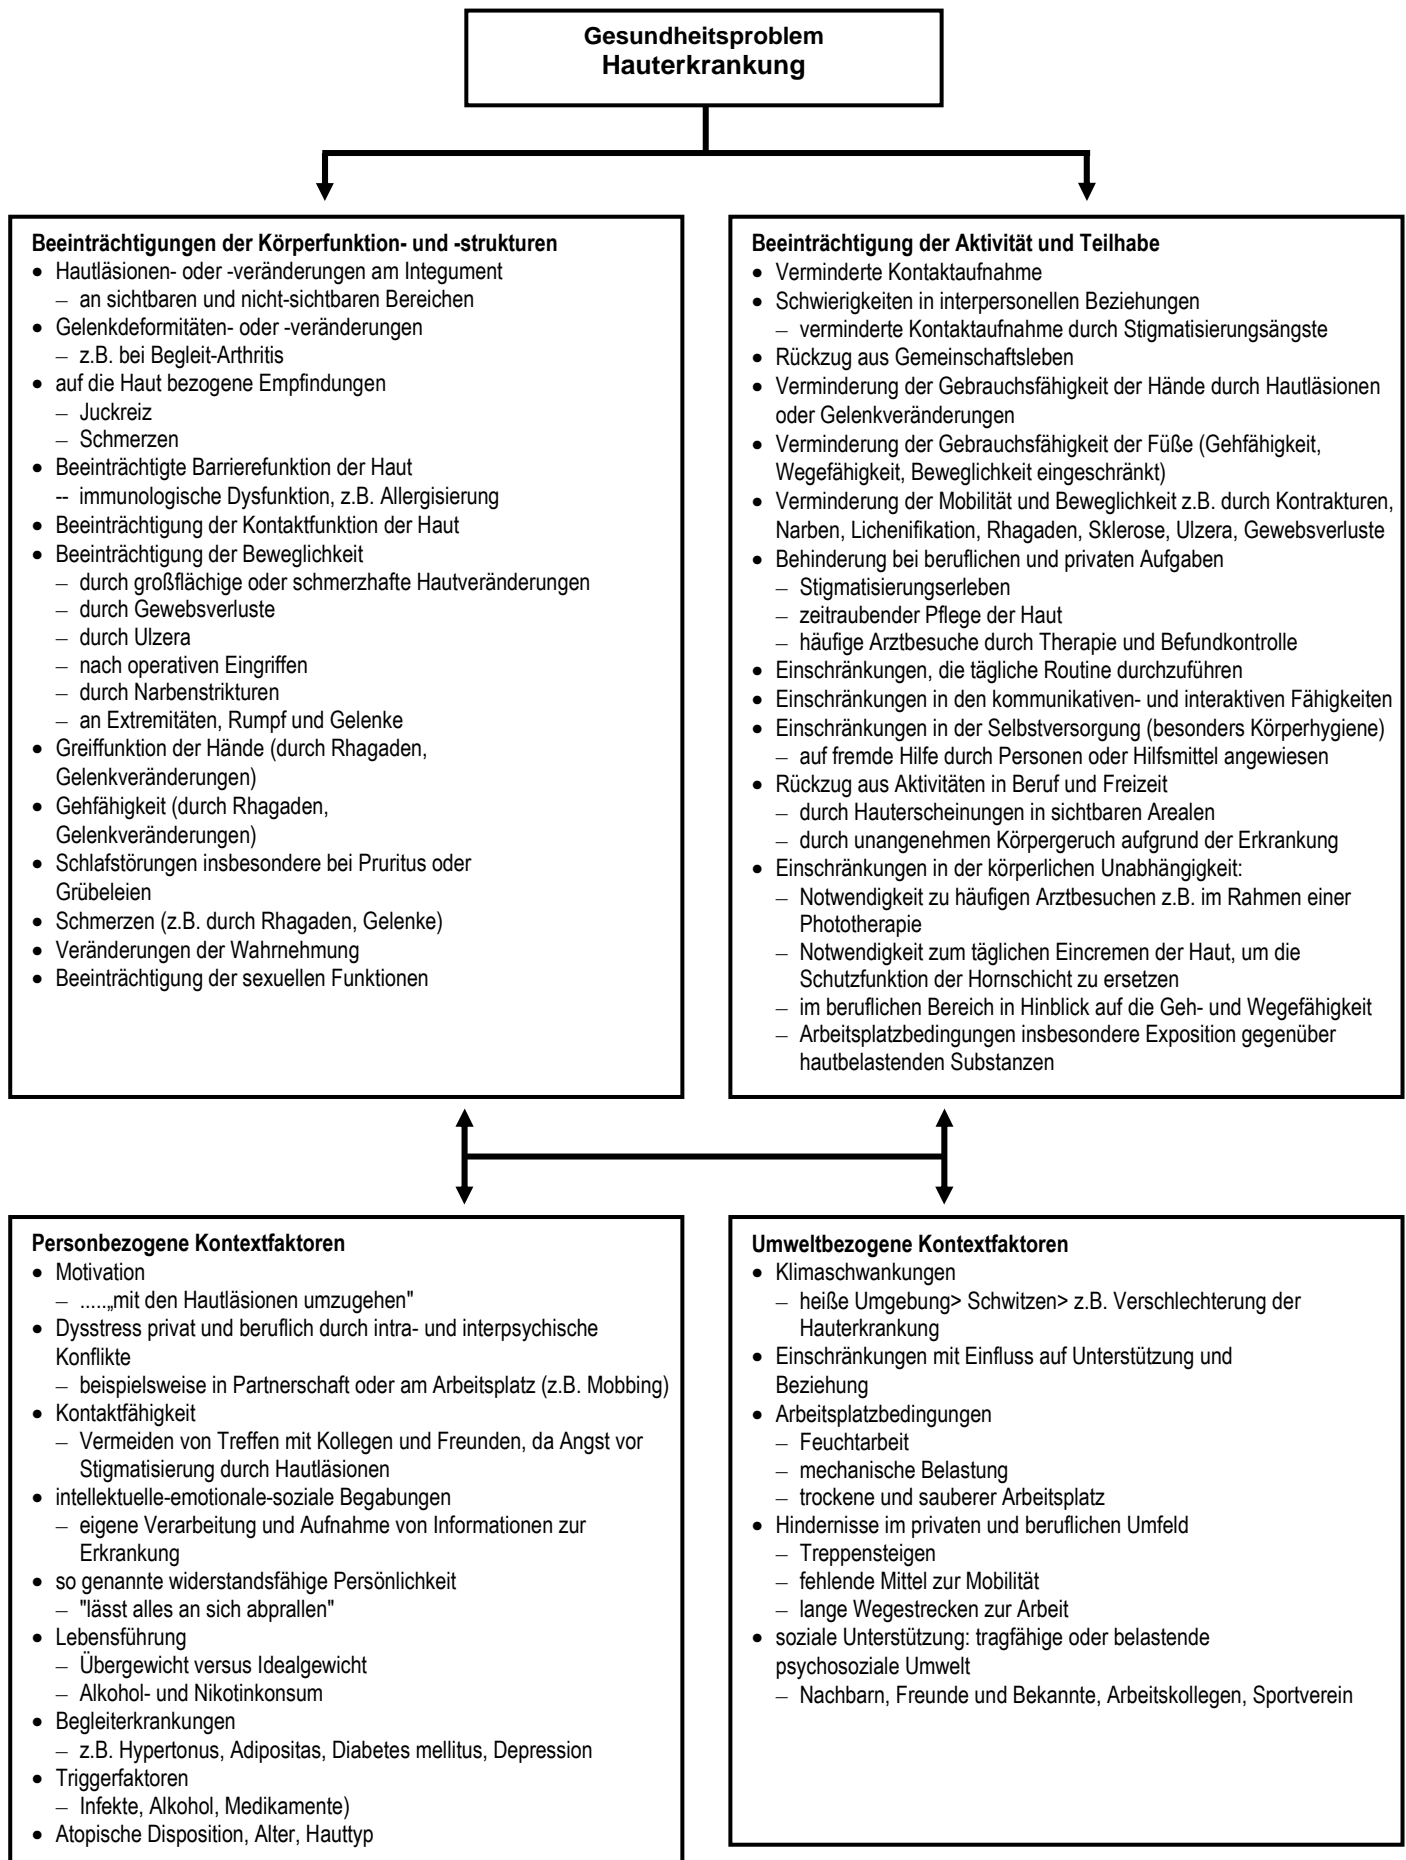 Gesundheitsproblem
Hauterkrankung
Beeinträchtigungen der Körperfunktion- und -strukturen
• Hautläsionen- oder -veränderungen am Integument
– an sichtbaren und nicht-sichtbaren Bereichen
• Gelenkdeformitäten- oder -veränderungen
– z.B. bei Begleit-Arthritis
• auf die Haut bezogene Empfindungen
– Juckreiz
– Schmerzen
• Beeinträchtigte Barrierefunktion der Haut
-- immunologische Dysfunktion, z.B. Allergisierung
• Beeinträchtigung der Kontaktfunktion der Haut
• Beeinträchtigung der Beweglichkeit
– durch großflächige oder schmerzhafte Hautveränderungen
– durch Gewebsverluste
– durch Ulzera
– nach operativen Eingriffen
– durch Narbenstrikturen
– an Extremitäten, Rumpf und Gelenke
• Greiffunktion der Hände (durch Rhagaden,
Gelenkveränderungen)
• Gehfähigkeit (durch Rhagaden,
Gelenkveränderungen)
• Schlafstörungen insbesondere bei Pruritus oder
Grübeleien
• Schmerzen (z.B. durch Rhagaden, Gelenke)
• Veränderungen der Wahrnehmung
• Beeinträchtigung der sexuellen Funktionen
Beeinträchtigung der Aktivität und Teilhabe
• Verminderte Kontaktaufnahme
• Schwierigkeiten in interpersonellen Beziehungen
– verminderte Kontaktaufnahme durch Stigmatisierungsängste
• Rückzug aus Gemeinschaftsleben
• Verminderung der Gebrauchsfähigkeit der Hände durch Hautläsionen
oder Gelenkveränderungen
• Verminderung der Gebrauchsfähigkeit der Füße (Gehfähigkeit,
Wegefähigkeit, Beweglichkeit eingeschränkt)
• Verminderung der Mobilität und Beweglichkeit z.B. durch Kontrakturen,
Narben, Lichenifikation, Rhagaden, Sklerose, Ulzera, Gewebsverluste
• Behinderung bei beruflichen und privaten Aufgaben
– Stigmatisierungserleben
– zeitraubender Pflege der Haut
– häufige Arztbesuche durch Therapie und Befundkontrolle
• Einschränkungen, die tägliche Routine durchzuführen
• Einschränkungen in den kommunikativen- und interaktiven Fähigkeiten
• Einschränkungen in der Selbstversorgung (besonders Körperhygiene)
– auf fremde Hilfe durch Personen oder Hilfsmittel angewiesen
• Rückzug aus Aktivitäten in Beruf und Freizeit
– durch Hauterscheinungen in sichtbaren Arealen
– durch unangenehmen Körpergeruch aufgrund der Erkrankung
• Einschränkungen in der körperlichen Unabhängigkeit:
– Notwendigkeit zu häufigen Arztbesuchen z.B. im Rahmen einer
Phototherapie
– Notwendigkeit zum täglichen Eincremen der Haut, um die
Schutzfunktion der Hornschicht zu ersetzen
– im beruflichen Bereich in Hinblick auf die Geh- und Wegefähigkeit
– Arbeitsplatzbedingungen insbesondere Exposition gegenüber
hautbelastenden Substanzen
Personbezogene Kontextfaktoren
• Motivation
– .....„mit den Hautläsionen umzugehen"
• Dysstress privat und beruflich durch intra- und interpsychische
Konflikte
– beispielsweise in Partnerschaft oder am Arbeitsplatz (z.B. Mobbing)
• Kontaktfähigkeit
– Vermeiden von Treffen mit Kollegen und Freunden, da Angst vor
Stigmatisierung durch Hautläsionen
• intellektuelle-emotionale-soziale Begabungen
– eigene Verarbeitung und Aufnahme von Informationen zur
Erkrankung
• so genannte widerstandsfähige Persönlichkeit
– "lässt alles an sich abprallen"
• Lebensführung
– Übergewicht versus Idealgewicht
– Alkohol- und Nikotinkonsum
• Begleiterkrankungen
– z.B. Hypertonus, Adipositas, Diabetes mellitus, Depression
• Triggerfaktoren
– Infekte, Alkohol, Medikamente)
• Atopische Disposition, Alter, Hauttyp
Umweltbezogene Kontextfaktoren
• Klimaschwankungen
– heiße Umgebung> Schwitzen> z.B. Verschlechterung der
Hauterkrankung
• Einschränkungen mit Einfluss auf Unterstützung und
Beziehung
• Arbeitsplatzbedingungen
– Feuchtarbeit
– mechanische Belastung
– trockene und sauberer Arbeitsplatz
• Hindernisse im privaten und beruflichen Umfeld
– Treppensteigen
– fehlende Mittel zur Mobilität
– lange Wegestrecken zur Arbeit
• soziale Unterstützung: tragfähige oder belastende
psychosoziale Umwelt
– Nachbarn, Freunde und Bekannte, Arbeitskollegen, Sportverein